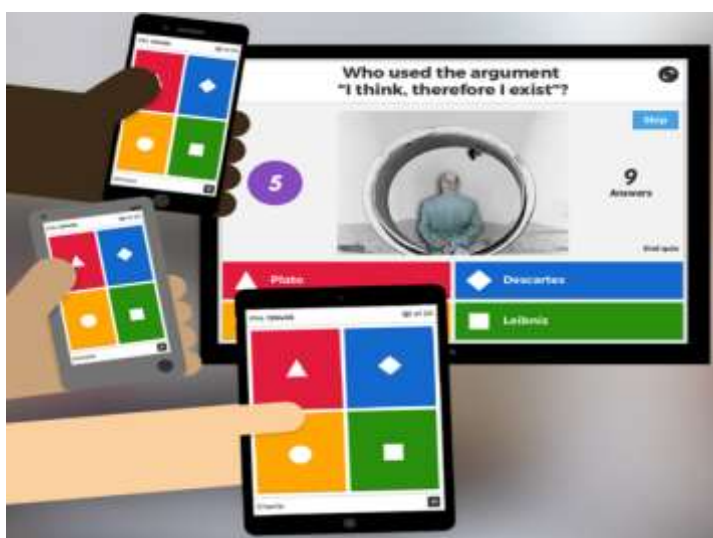 Who used the argument
"I think, therefore I exist"?
Skip
5
9
Answers
End quiz
Plato
Descartes
Leibniz